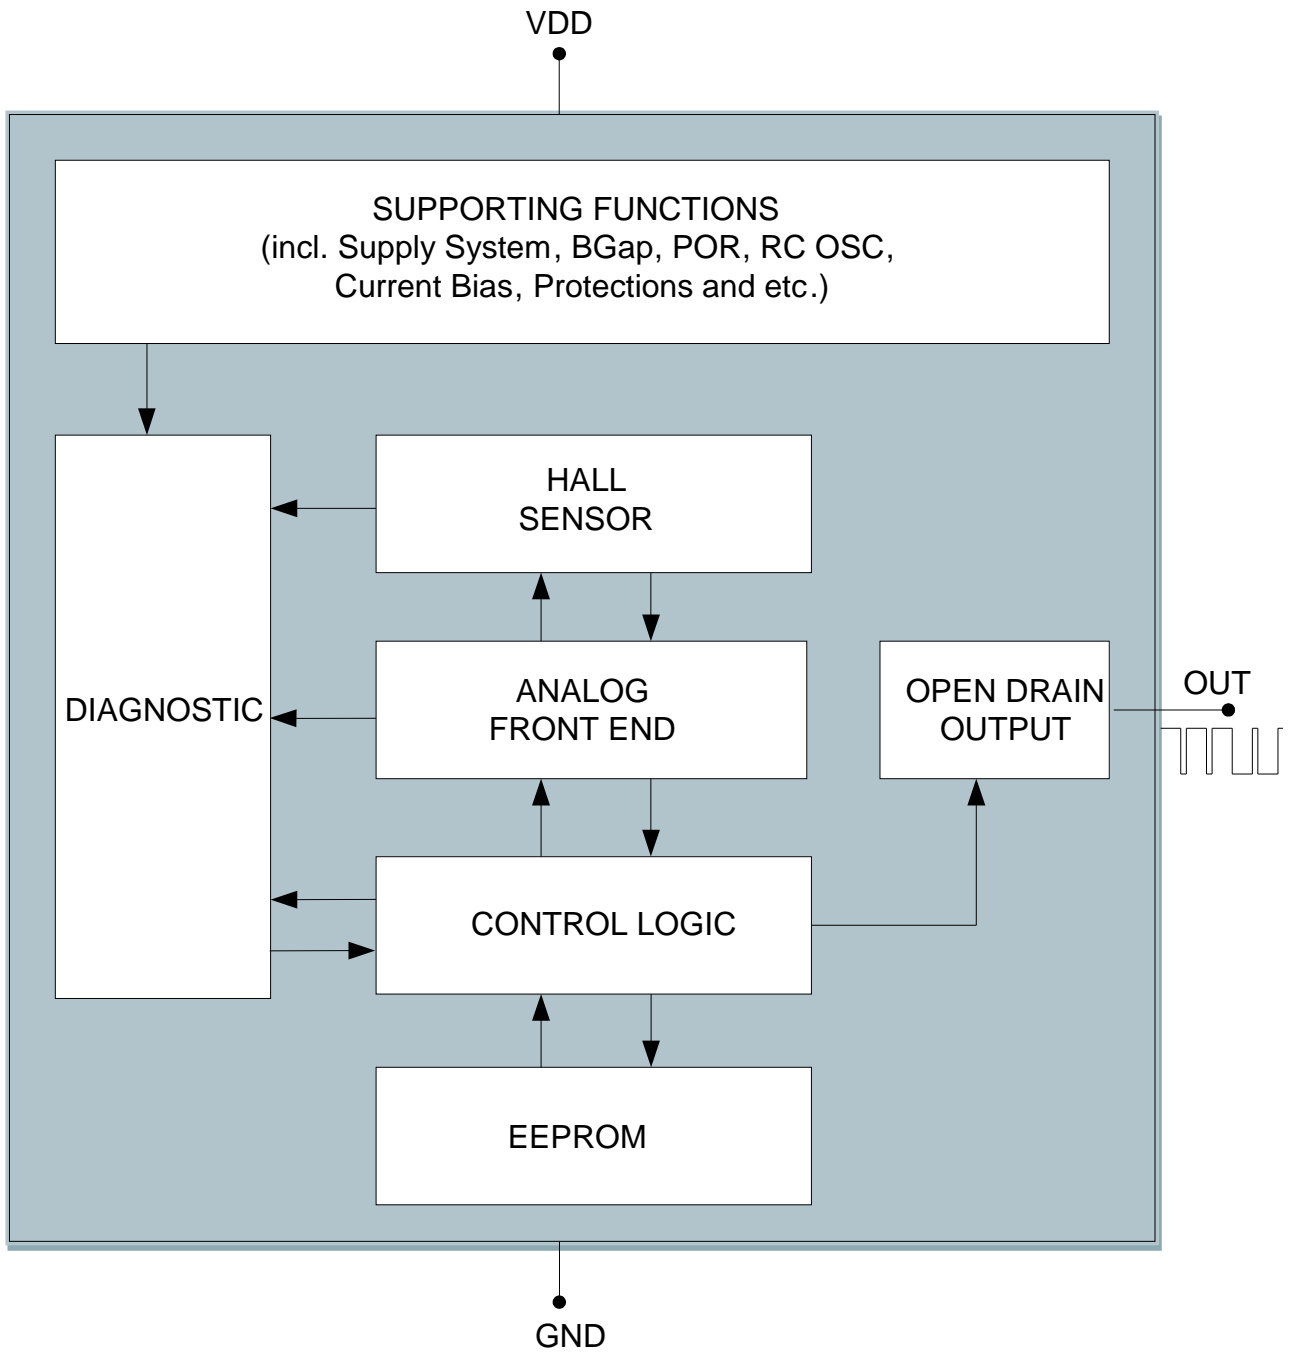 VDD
SUPPORTING FUNCTIONS
(incl. Supply System, BGap, POR, RC OSC,
Current Bias, Protections and etc.)
HALL
SENSOR
DIAGNOSTIC
ANALOG
FRONT END
OPEN DRAIN
OUTPUT
OUT
CONTROL LOGIC
EEPROM
GND